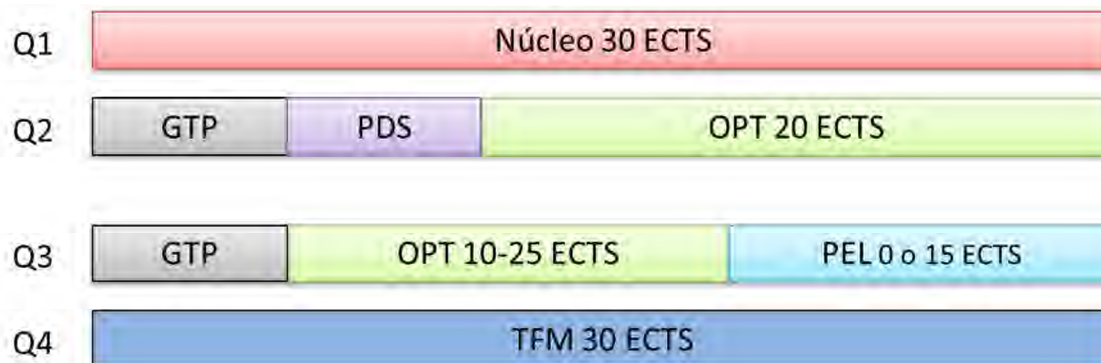 Q1 Núcleo 30 ECTS
Q2 GTP PDS OPT 20 ECTS
Q3 GTP OPT 10-25 ECTS PEL 0 o 15 ECTS
Q4 TFM 30 ECTS